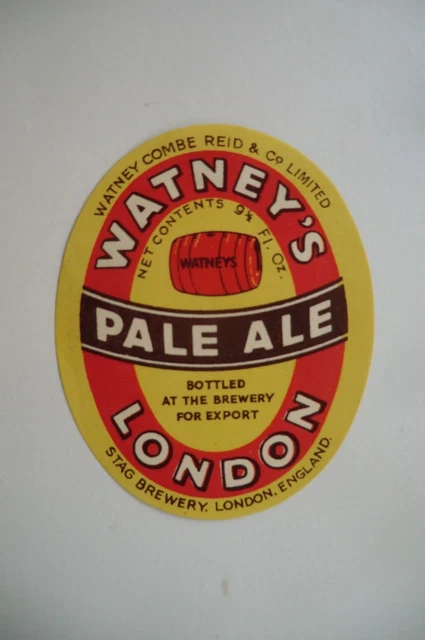 WATNEY COMBE REID & Co LIMITED
WATNEY'S
NET CONTENTS 9½ Fl. Oz.
WATNEYS
PALE ALE
BOTTLED
AT THE BREWERY
FOR EXPORT
LONDON
STAG BREWERY, LONDON, ENGLAND.